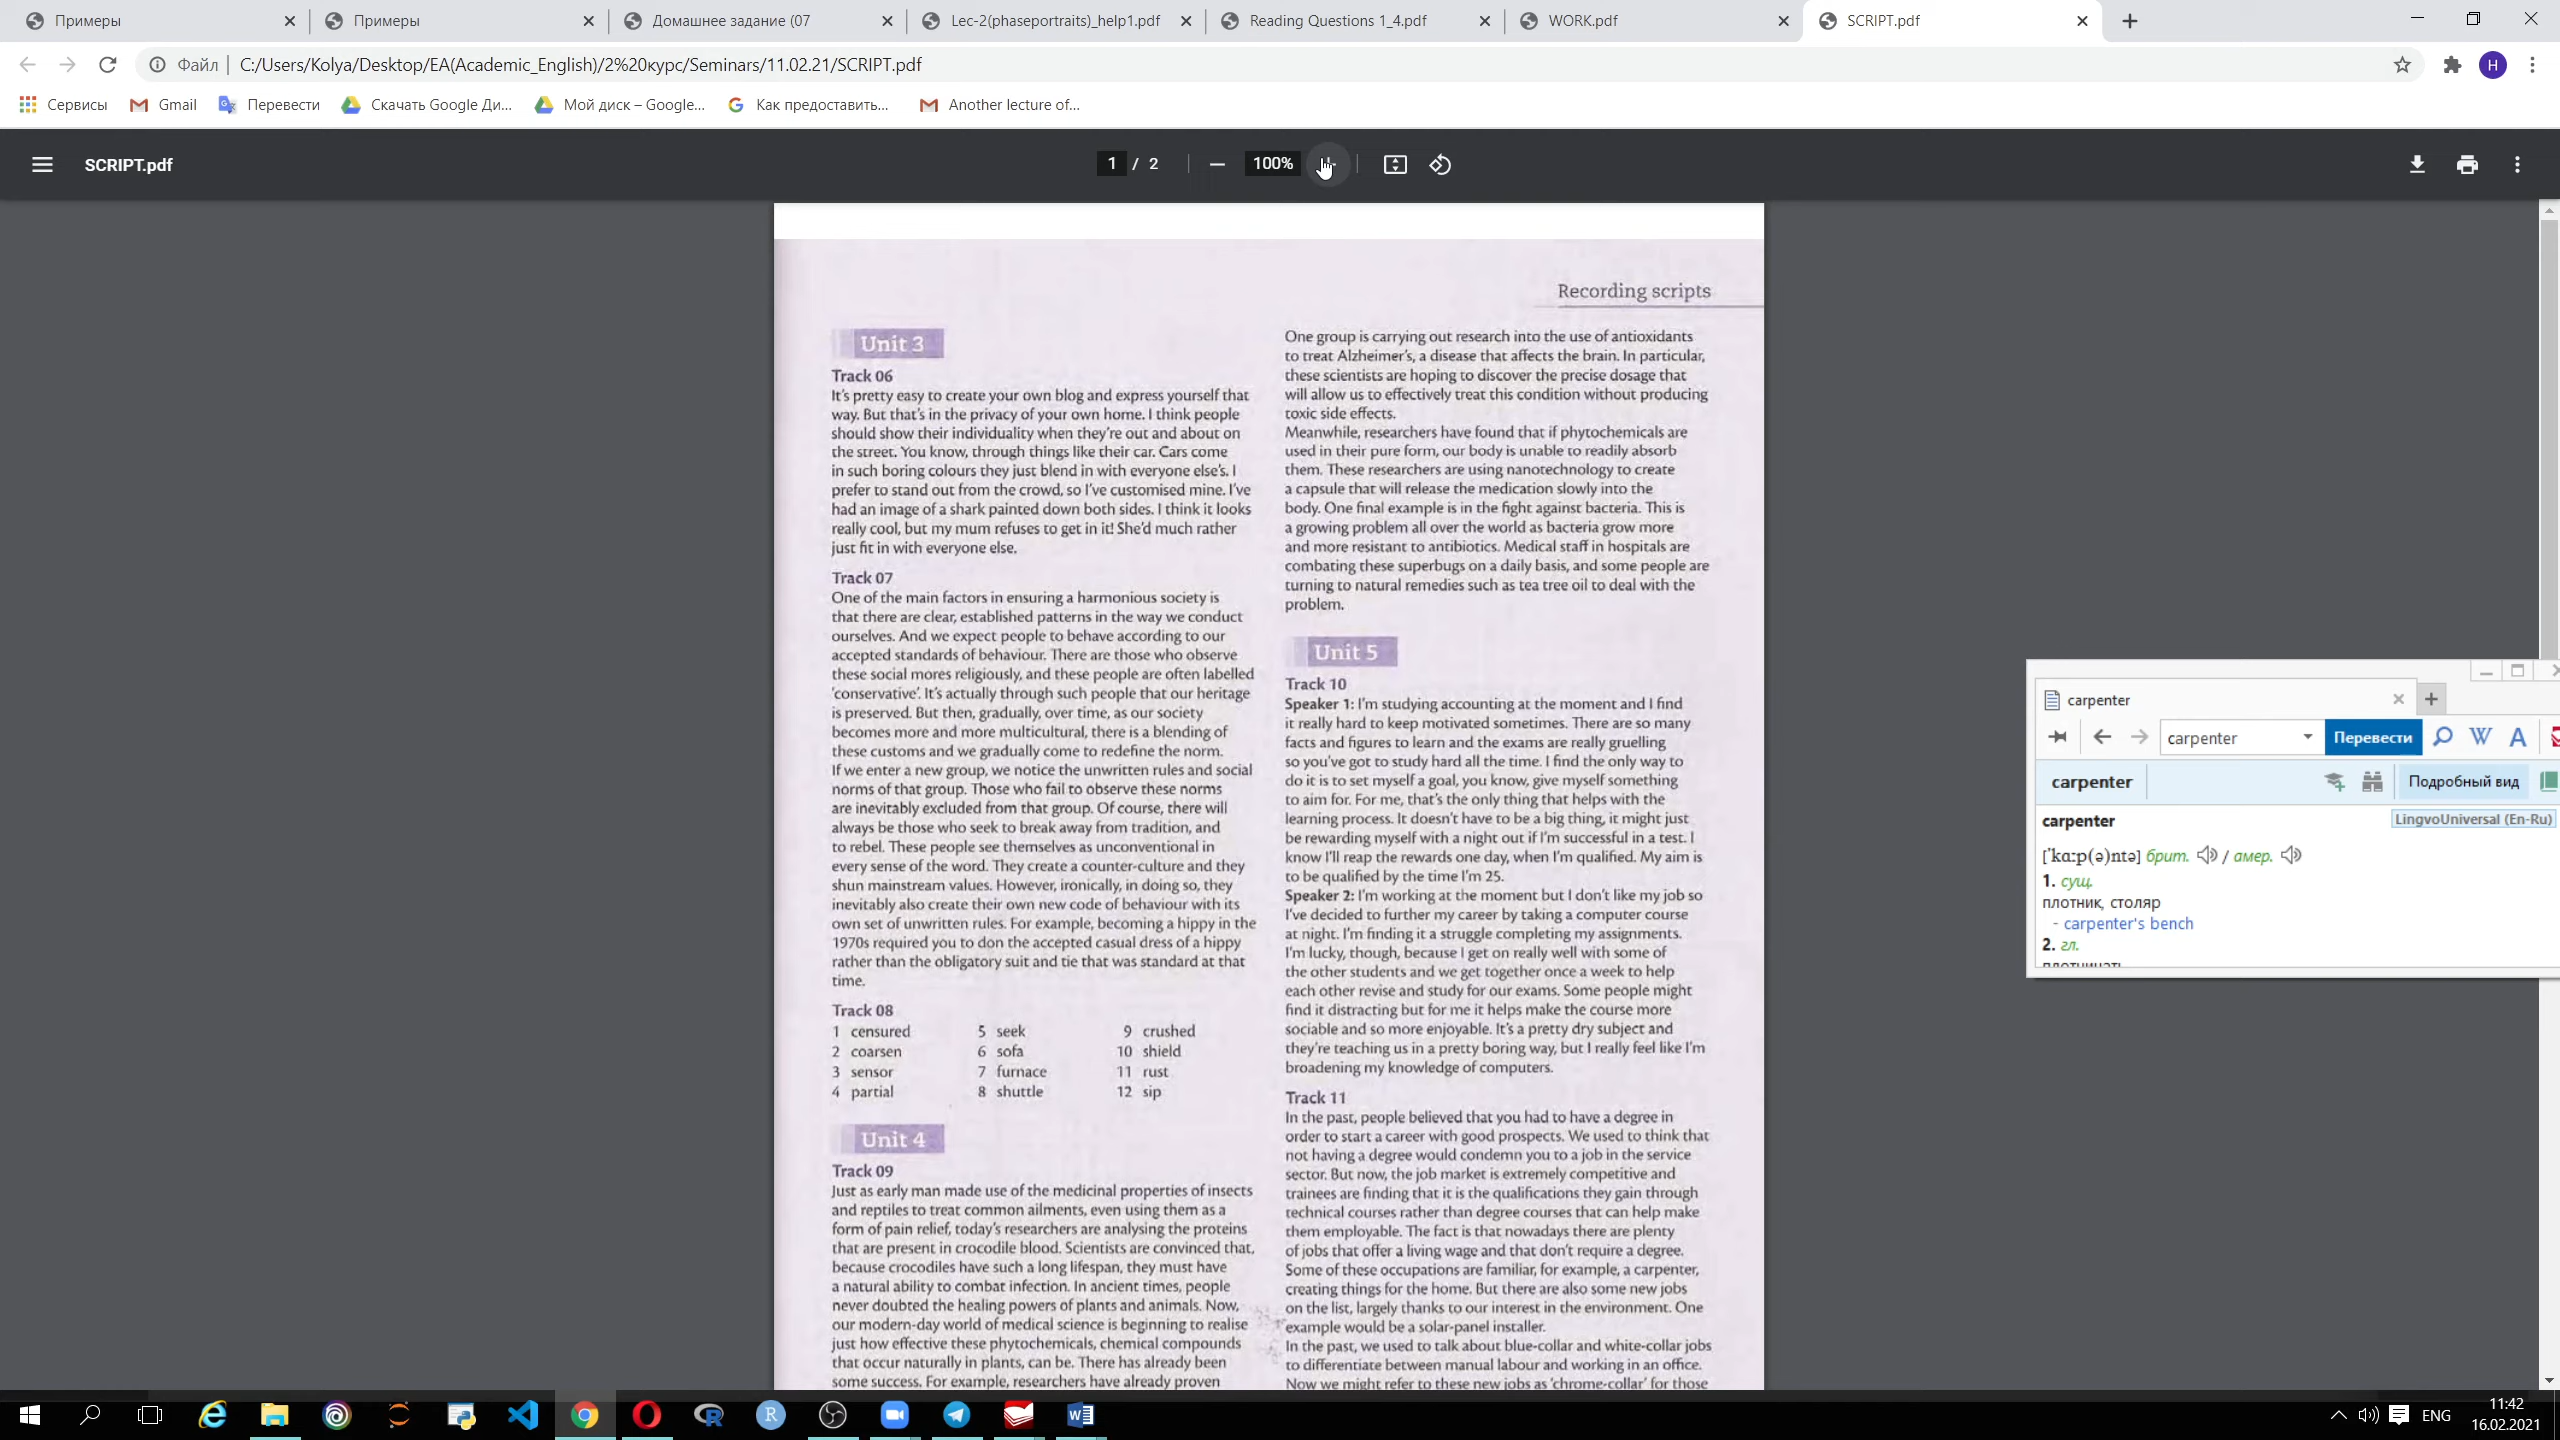 Примеры
Примеры
Домашнее задание (07
Lec-2(phaseportraits)_help1.pdf
Reading Questions 1_4.pdf
WORK.pdf
SCRIPT.pdf
Файл
C:/Users/Kolya/Desktop/EA(Academic_English)/2%20курс/Seminars/11.02.21/SCRIPT.pdf
H
Сервисы
Gmail
Перевести
Скачать Google Ди...
Мой диск – Google...
Как предоставить...
Another lecture of...
SCRIPT.pdf
1 / 2
100%
Recording scripts
Unit 3
Track 06
It's pretty easy to create your own blog and express yourself that
way. But that's in the privacy of your own home. I think people
should show their individuality when they're out and about on
the street. You know, through things like their car. Cars come
in such boring colours they just blend in with everyone else's. I
prefer to stand out from the crowd, so I've customised mine. I've
had an image of a shark painted down both sides. I think it looks
really cool, but my mum refuses to get in it! She'd much rather
just fit in with everyone else.
Track 07
One of the main factors in ensuring a harmonious society is
that there are clear, established patterns in the way we conduct
ourselves. And we expect people to behave according to our
accepted standards of behaviour. There are those who observe
these social mores religiously, and these people are often labelled
'conservative'. It's actually through such people that our heritage
is preserved. But then, gradually, over time, as our society
becomes more and more multicultural, there is a blending of
these customs and we gradually come to redefine the norm.
If we enter a new group, we notice the unwritten rules and social
norms of that group. Those who fail to observe these norms
are inevitably excluded from that group. Of course, there will
always be those who seek to break away from tradition, and
to rebel. These people see themselves as unconventional in
every sense of the word. They create a counter-culture and they
shun mainstream values. However, ironically, in doing so, they
inevitably also create their own new code of behaviour with its
own set of unwritten rules. For example, becoming a hippy in the
1970s required you to don the accepted casual dress of a hippy
rather than the obligatory suit and tie that was standard at that
time.
Track 08
1 censured 5 seek 9 crushed
2 coarsen 6 sofa 10 shield
3 sensor 7 furnace 11 rust
4 partial 8 shuttle 12 sip
Unit 4
Track 09
Just as early man made use of the medicinal properties of insects
and reptiles to treat common ailments, even using them as a
form of pain relief, today's researchers are analysing the proteins
that are present in crocodile blood. Scientists are convinced that,
because crocodiles have such a long lifespan, they must have
a natural ability to combat infection. In ancient times, people
never doubted the healing powers of plants and animals. Now,
our modern-day world of medical science is beginning to realise
just how effective these phytochemicals, chemical compounds
that occur naturally in plants, can be. There has already been
some success. For example, researchers have already proven
One group is carrying out research into the use of antioxidants
to treat Alzheimer's, a disease that affects the brain. In particular,
these scientists are hoping to discover the precise dosage that
will allow us to effectively treat this condition without producing
toxic side effects.
Meanwhile, researchers have found that if phytochemicals are
used in their pure form, our body is unable to readily absorb
them. These researchers are using nanotechnology to create
a capsule that will release the medication slowly into the
body. One final example is in the fight against bacteria. This is
a growing problem all over the world as bacteria grow more
and more resistant to antibiotics. Medical staff in hospitals are
combating these superbugs on a daily basis, and some people are
turning to natural remedies such as tea tree oil to deal with the
problem.
Unit 5
Track 10
Speaker 1: I'm studying accounting at the moment and I find
it really hard to keep motivated sometimes. There are so many
facts and figures to learn and the exams are really gruelling
so you've got to study hard all the time. I find the only way to
do it is to set myself a goal, you know, give myself something
to aim for. For me, that's the only thing that helps with the
learning process. It doesn't have to be a big thing, it might just
be rewarding myself with a night out if I'm successful in a test. I
know I'll reap the rewards one day, when I'm qualified. My aim is
to be qualified by the time I'm 25.
Speaker 2: I'm working at the moment but I don't like my job so
I've decided to further my career by taking a computer course
at night. I'm finding it a struggle completing my assignments.
I'm lucky, though, because I get on really well with some of
the other students and we get together once a week to help
each other revise and study for our exams. Some people might
find it distracting but for me it helps make the course more
sociable and so more enjoyable. It's a pretty dry subject and
they're teaching us in a pretty boring way, but I really feel like I'm
broadening my knowledge of computers.
Track 11
In the past, people believed that you had to have a degree in
order to start a career with good prospects. We used to think that
not having a degree would condemn you to a job in the service
sector. But now, the job market is extremely competitive and
trainees are finding that it is the qualifications they gain through
technical courses rather than degree courses that can help make
them employable. The fact is that nowadays there are plenty
of jobs that offer a living wage and that don't require a degree.
Some of these occupations are familiar, for example, a carpenter,
creating things for the home. But there are also some new jobs
on the list, largely thanks to our interest in the environment. One
example would be a solar-panel installer.
In the past, we used to talk about blue-collar and white-collar jobs
to differentiate between manual labour and working in an office.
Now we might refer to these new jobs as 'chrome-collar' for those
carpenter
carpenter
Перевести
W
A
carpenter
Подробный вид
carpenter
LingvoUniversal (En-Ru)
['kɑːp(ə)ntə] брит. / амер.
1. сущ.
плотник, столяр
- carpenter's bench
2. гл.
плотничать
ENG
11:42
16.02.2021